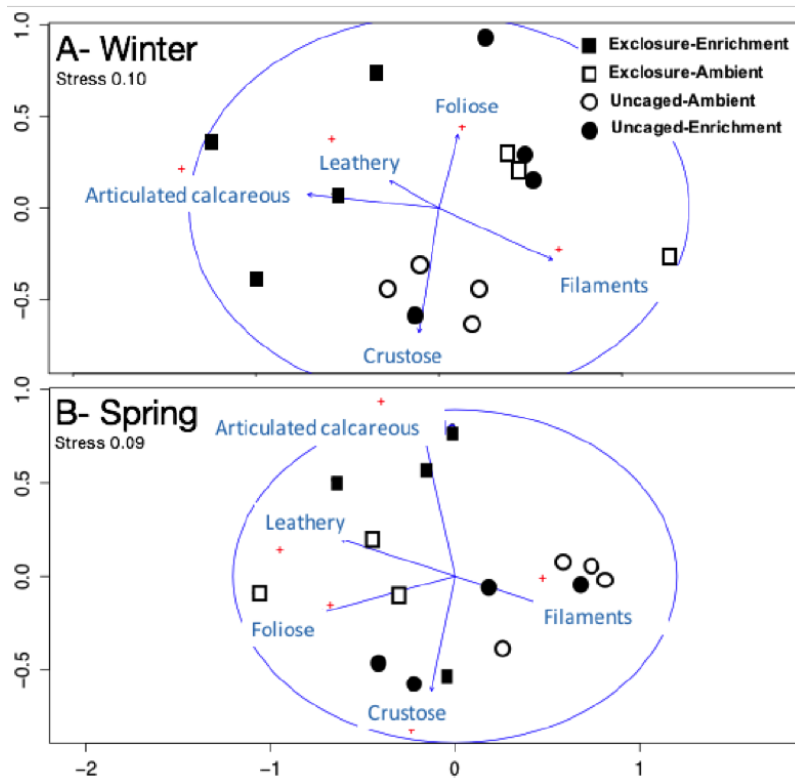 A- Winter
Stress 0.10
Exclosure-Enrichment
Exclosure-Ambient
Uncaged-Ambient
Uncaged-Enrichment
Foliose
Leathery
Articulated calcareous
Filaments
Crustose
1.0
0.5
0.0
−0.5
B- Spring
Stress 0.09
Articulated calcareous
Leathery
Foliose
Filaments
Crustose
1.0
0.5
0.0
−0.5
−2 −1 0 1